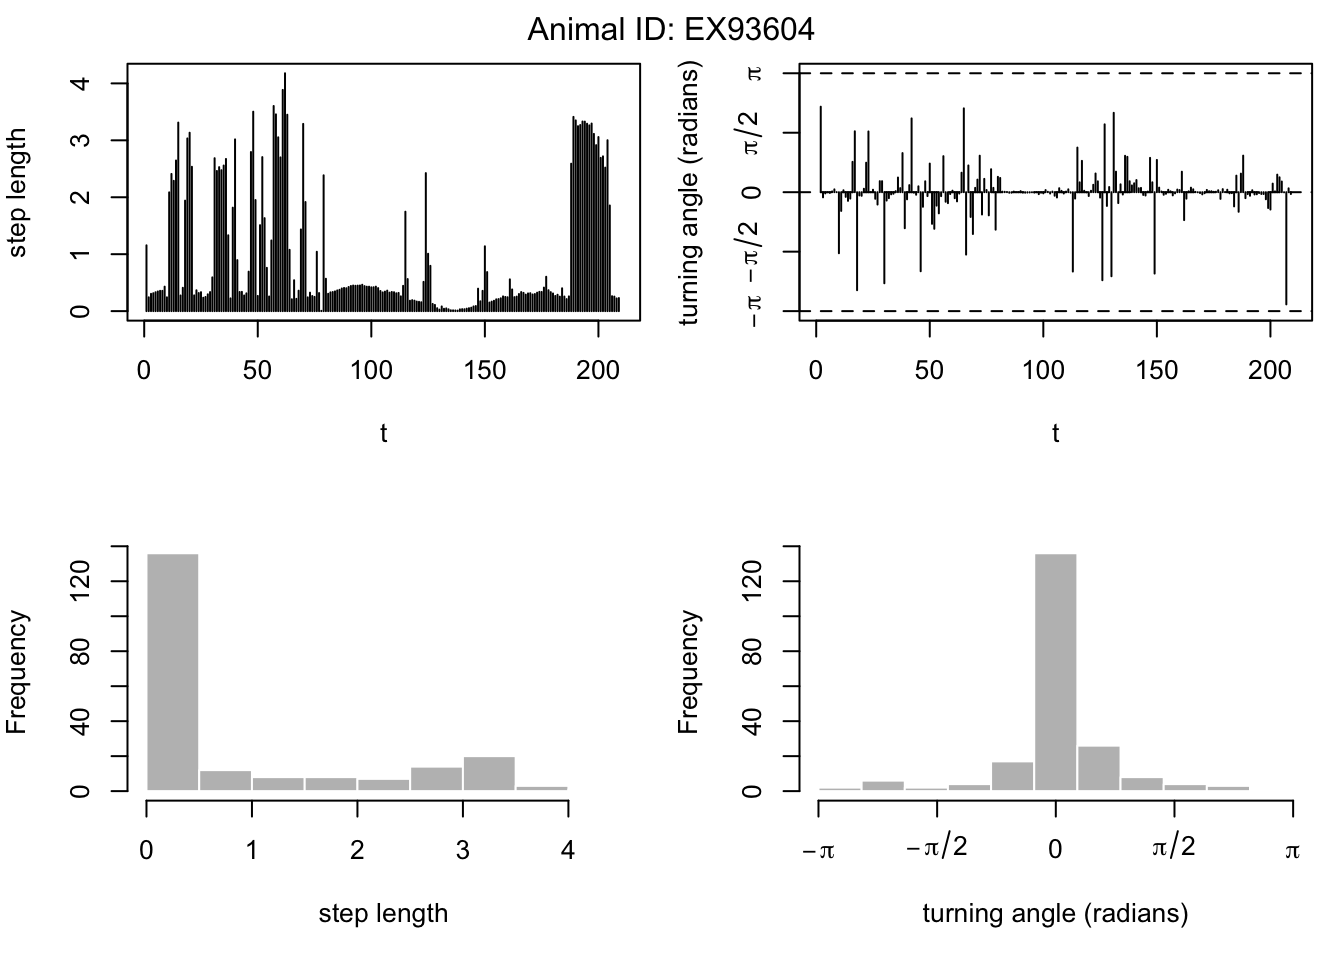 Animal ID: EX93604
step length
4
3
2
1
0
0 50 100 150 200
t
turning angle (radians)
π
π/2
0
−π/2
−π
0 50 100 150 200
t
Frequency
120
80
40
0
0 1 2 3 4
step length
Frequency
120
80
40
0
−π −π/2 0 π/2 π
turning angle (radians)